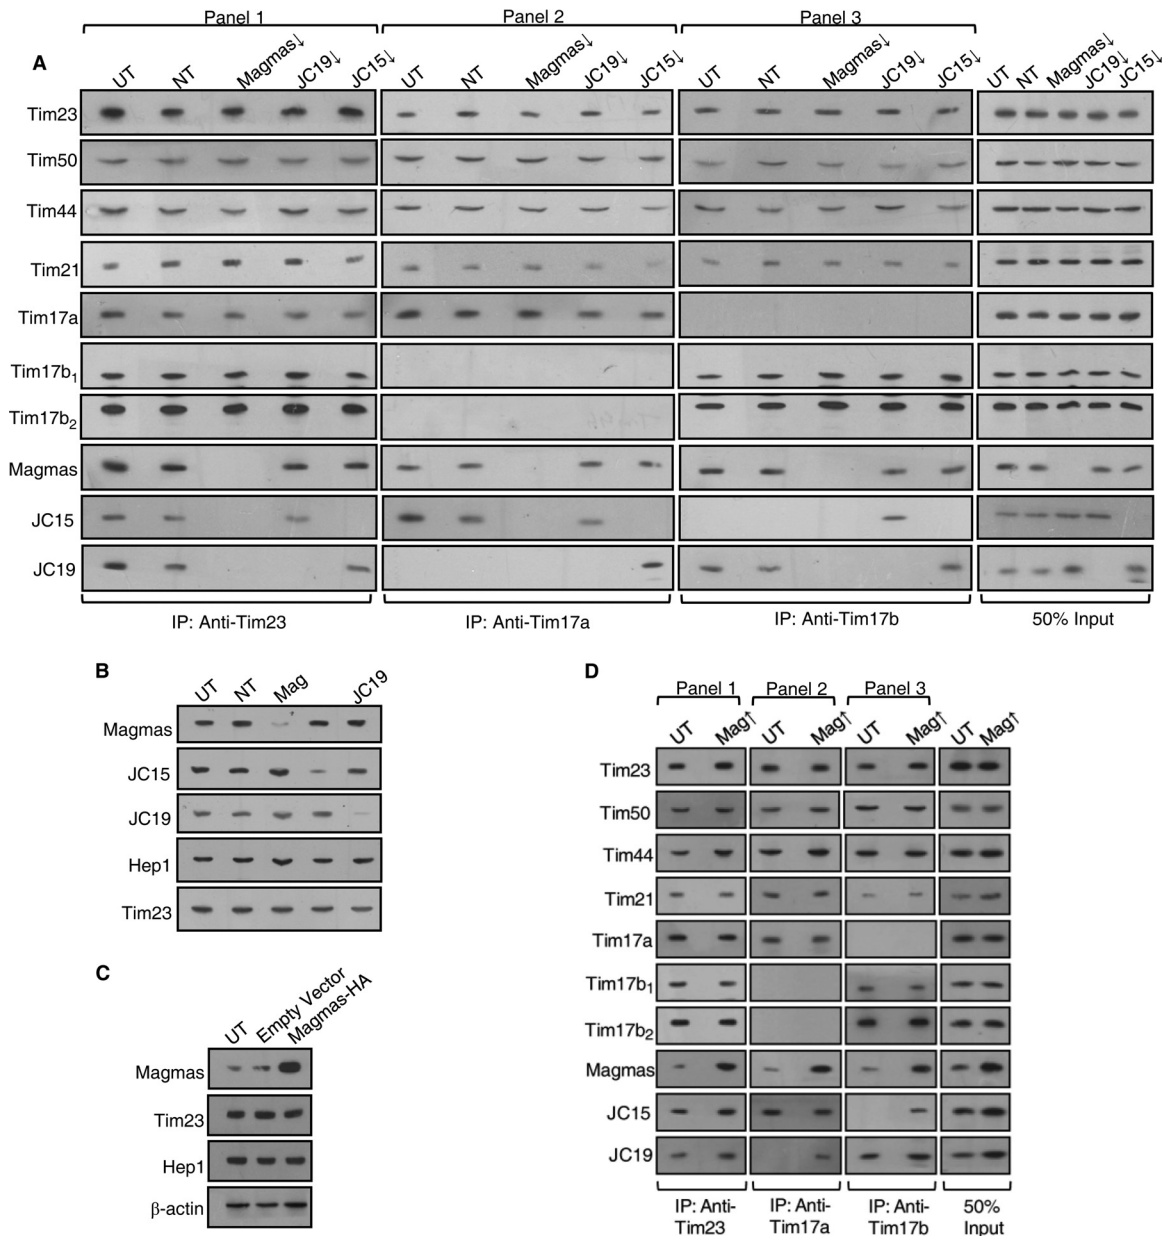 Panel 1 Panel 2 Panel 3
A
UT NT Magmas↓ JC19↓ JC15↓ UT NT Magmas↓ JC19↓ JC15↓ UT NT Magmas↓ JC19↓ JC15↓ UT NT Magmas↓ JC19↓ JC15↓
Tim23
Tim50
Tim44
Tim21
Tim17a
Tim17b1
Tim17b2
Magmas
JC15
JC19
IP: Anti-Tim23 IP: Anti-Tim17a IP: Anti-Tim17b 50% Input
B
UT NT Mag JC19
Magmas
JC15
JC19
Hep1
Tim23
C
UT Empty Vector Magmas-HA
Magmas
Tim23
Hep1
β-actin
D
Panel 1 Panel 2 Panel 3
UT Mag↑ UT Mag↑ UT Mag↑ UT Mag↑
Tim23
Tim50
Tim44
Tim21
Tim17a
Tim17b1
Tim17b2
Magmas
JC15
JC19
IP: Anti- IP: Anti- IP: Anti- 50%
Tim23 Tim17a Tim17b Input